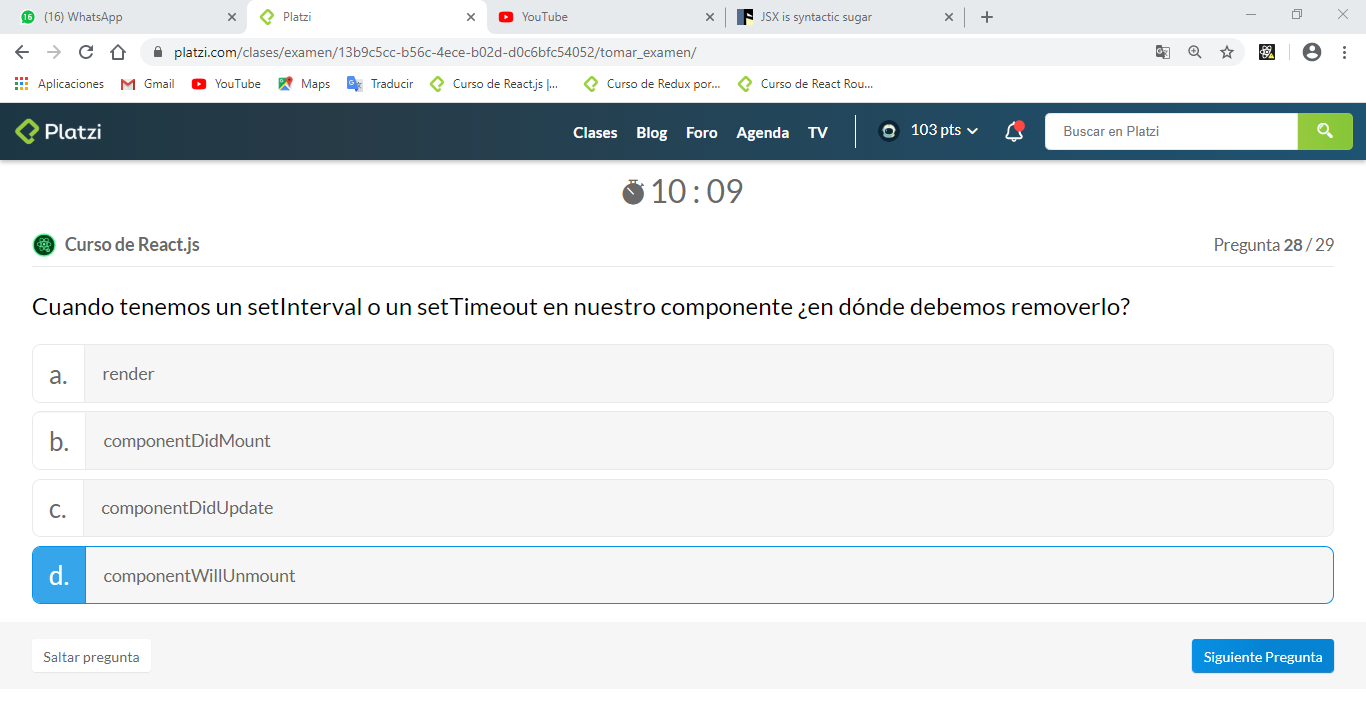 (16) WhatsApp
Platzi
YouTube
JSX is syntactic sugar
platzi.com/clases/examen/13b9c5cc-b56c-4ece-b02d-d0c6bfc54052/tomar_examen/
Aplicaciones
Gmail
YouTube
Maps
Traducir
Curso de React.js |...
Curso de Redux por...
Curso de React Rou...
Platzi
Clases
Blog
Foro
Agenda
TV
103 pts
Buscar en Platzi
10 : 09
Curso de React.js
Pregunta 28 / 29
Cuando tenemos un setInterval o un setTimeout en nuestro componente ¿en dónde debemos removerlo?
a. render
b. componentDidMount
c. componentDidUpdate
d. componentWillUnmount
Saltar pregunta
Siguiente Pregunta